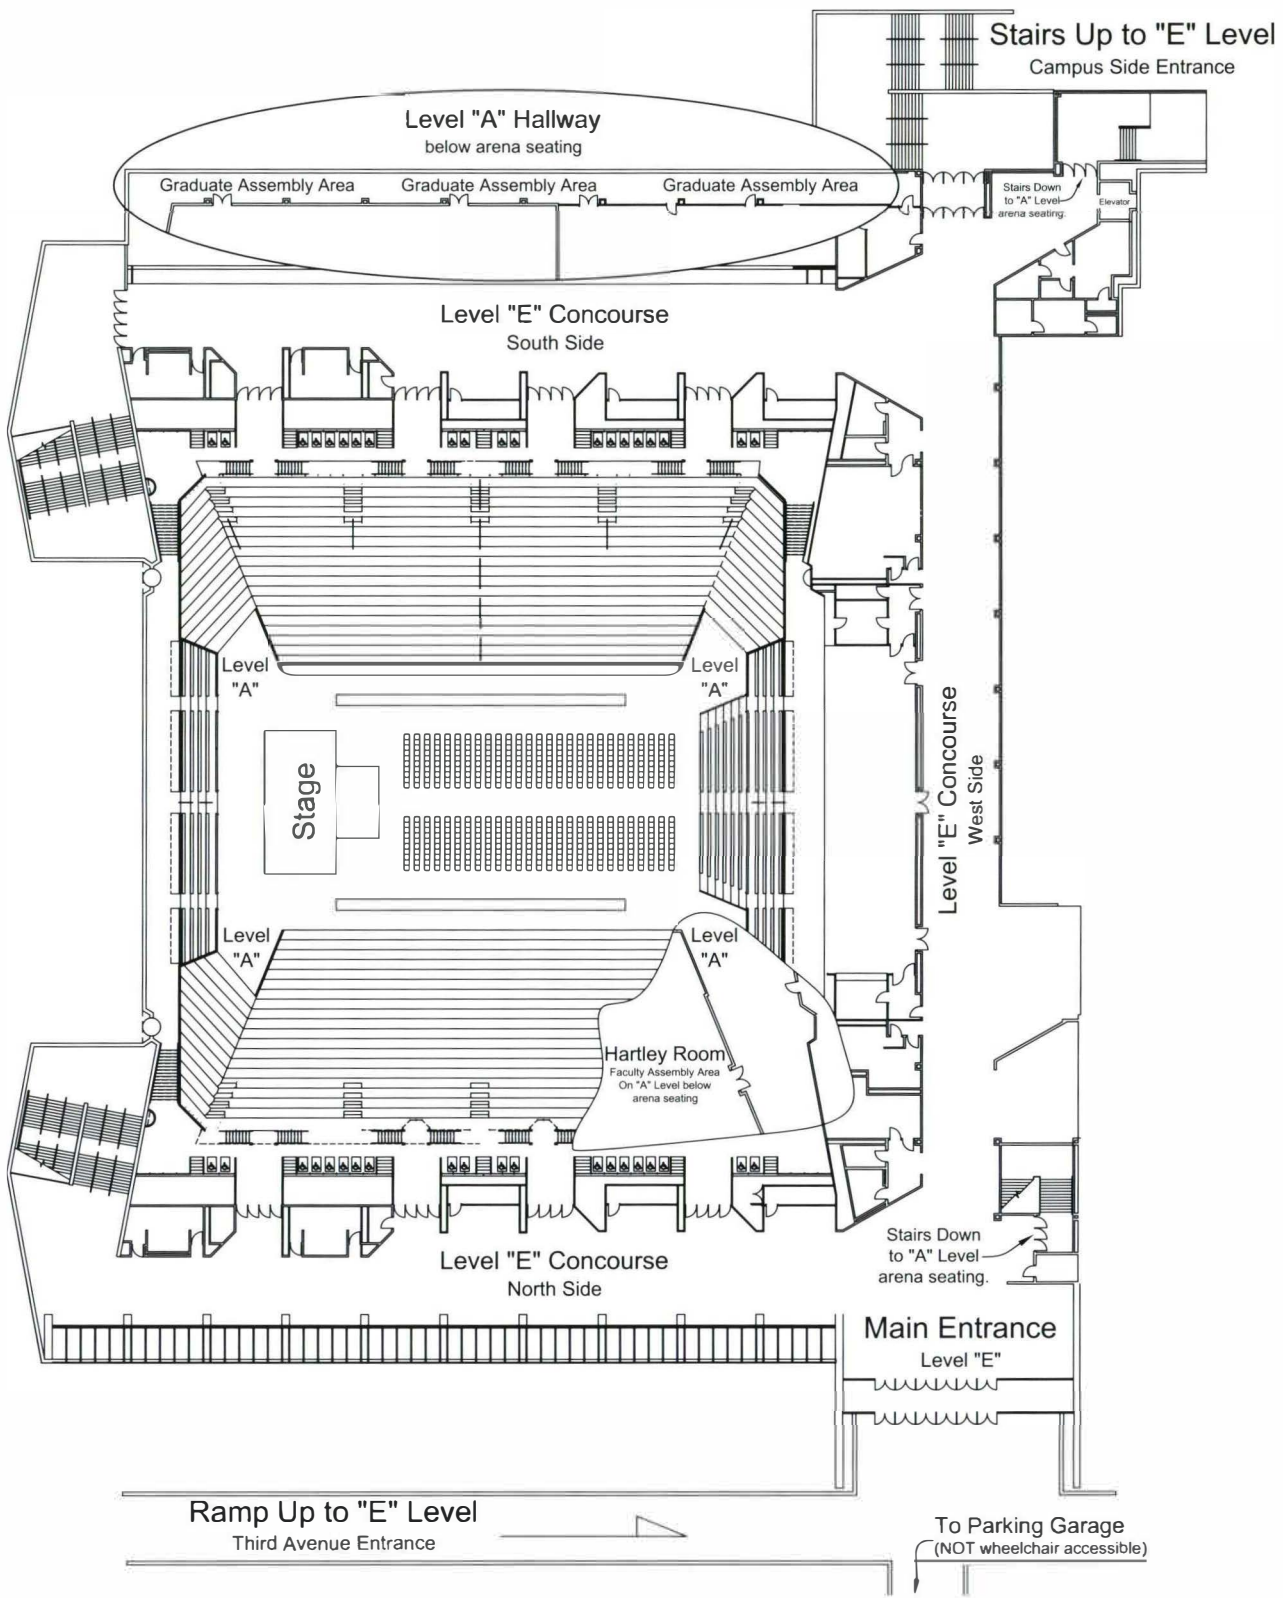 Stairs Up to "E" Level
Campus Side Entrance
Level "A" Hallway
below arena seating
Graduate Assembly Area
Graduate Assembly Area
Graduate Assembly Area
Stairs Down
to "A" Level
arena seating.
Elevator
Level "E" Concourse
South Side
Level
"A"
Level
"A"
Stage
Level "E" Concourse
West Side
Level
"A"
Level
"A"
Hartley Room
Faculty Assembly Area
On "A" Level below
arena seating
Stairs Down
to "A" Level
arena seating.
Level "E" Concourse
North Side
Main Entrance
Level "E"
Ramp Up to "E" Level
Third Avenue Entrance
To Parking Garage
(NOT wheelchair accessible)